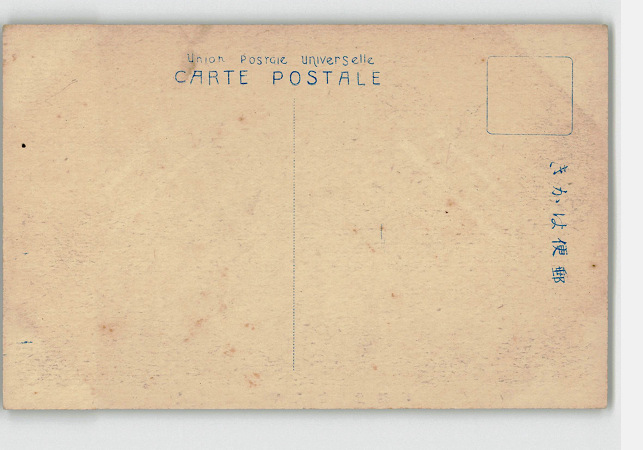 Union Postale Universelle
CARTE POSTALE
きかは便郵